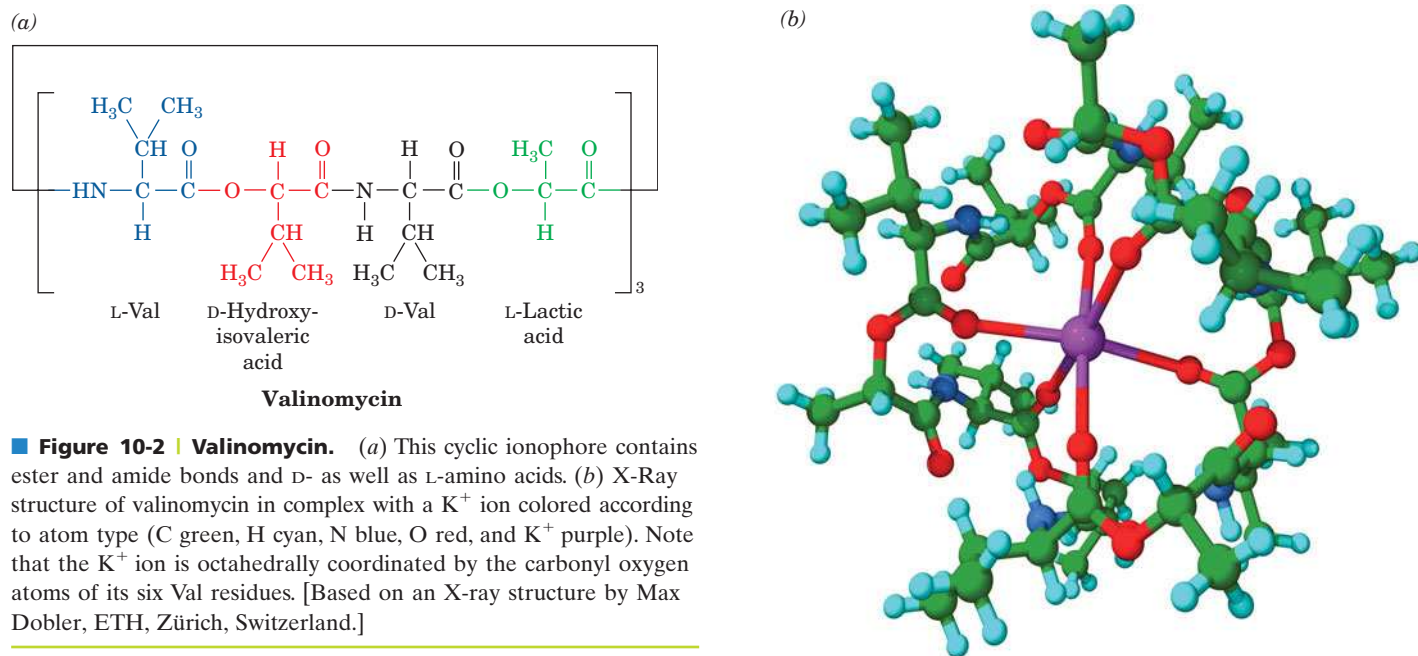 (a)
H₃C CH₃
CH O H O H O H₃C O
HN C C O C C N C C O C C
H CH H CH H
H₃C CH₃ H₃C CH₃
3
L-Val D-Hydroxy- D-Val L-Lactic
isovaleric acid
acid
Valinomycin
■ Figure 10-2 | Valinomycin. (a) This cyclic ionophore contains
ester and amide bonds and D- as well as L-amino acids. (b) X-Ray
structure of valinomycin in complex with a K⁺ ion colored according
to atom type (C green, H cyan, N blue, O red, and K⁺ purple). Note
that the K⁺ ion is octahedrally coordinated by the carbonyl oxygen
atoms of its six Val residues. [Based on an X-ray structure by Max
Dobler, ETH, Zürich, Switzerland.]
(b)